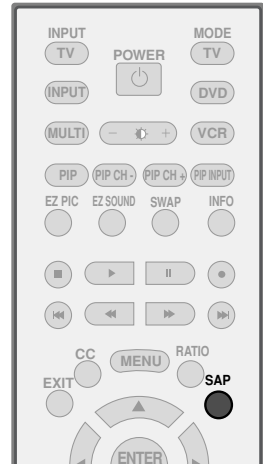 INPUT MODE
TV POWER TV
INPUT DVD
MULTI - + VCR
PIP PIP CH - PIP CH + PIP INPUT
EZ PIC EZ SOUND SWAP INFO
CC MENU RATIO
EXIT SAP
ENTER